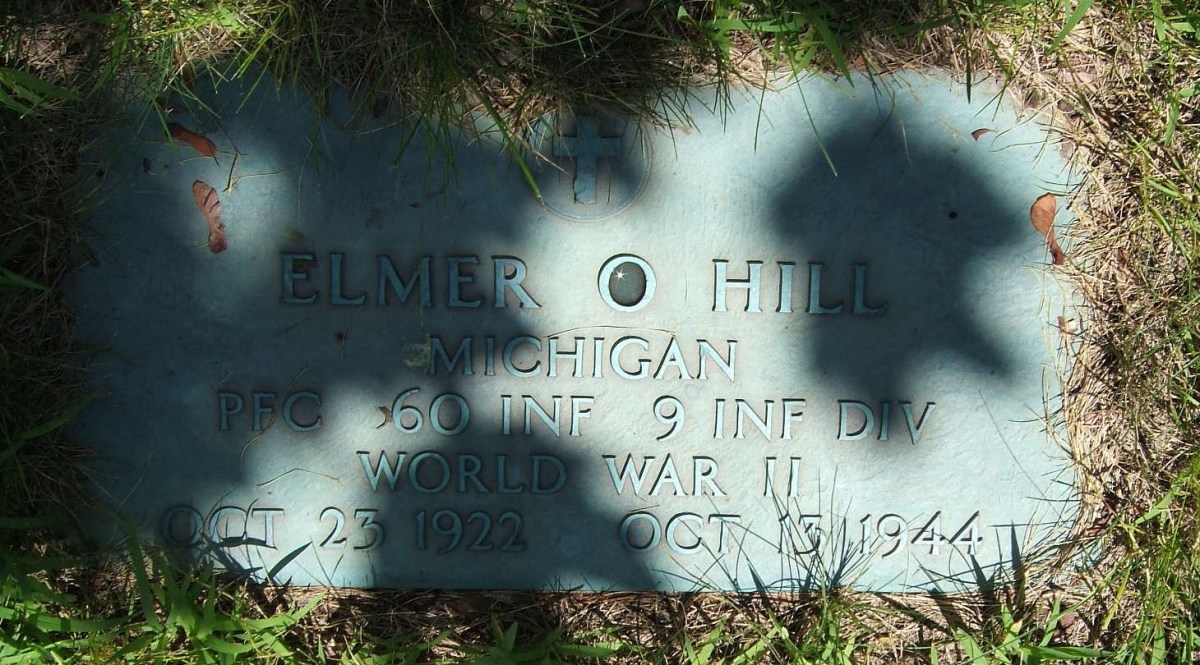 ELMER O HILL
MICHIGAN
PFC 60 INF 9 INF DIV
WORLD WAR II
OCT 23 1922 OCT 13 1944